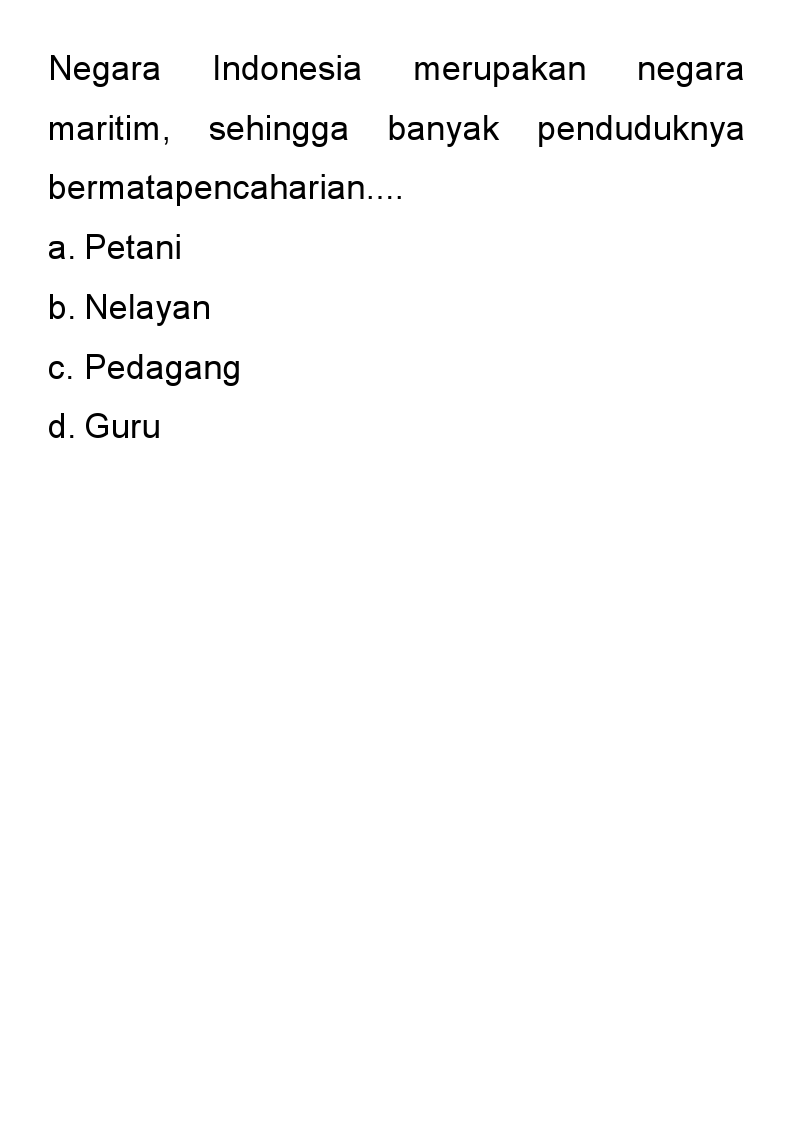 Negara Indonesia merupakan negara
maritim, sehingga banyak penduduknya
bermatapencaharian....
a. Petani
b. Nelayan
c. Pedagang
d. Guru